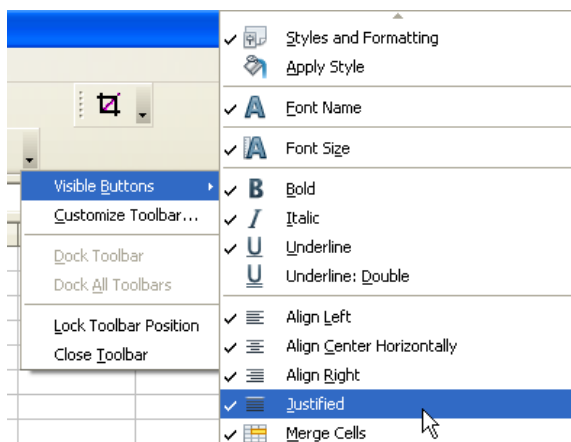 Visible Buttons
Customize Toolbar...
Dock Toolbar
Dock All Toolbars
Lock Toolbar Position
Close Toolbar
Styles and Formatting
Apply Style
Font Name
Font Size
Bold
Italic
Underline
Underline: Double
Align Left
Align Center Horizontally
Align Right
Justified
Merge Cells